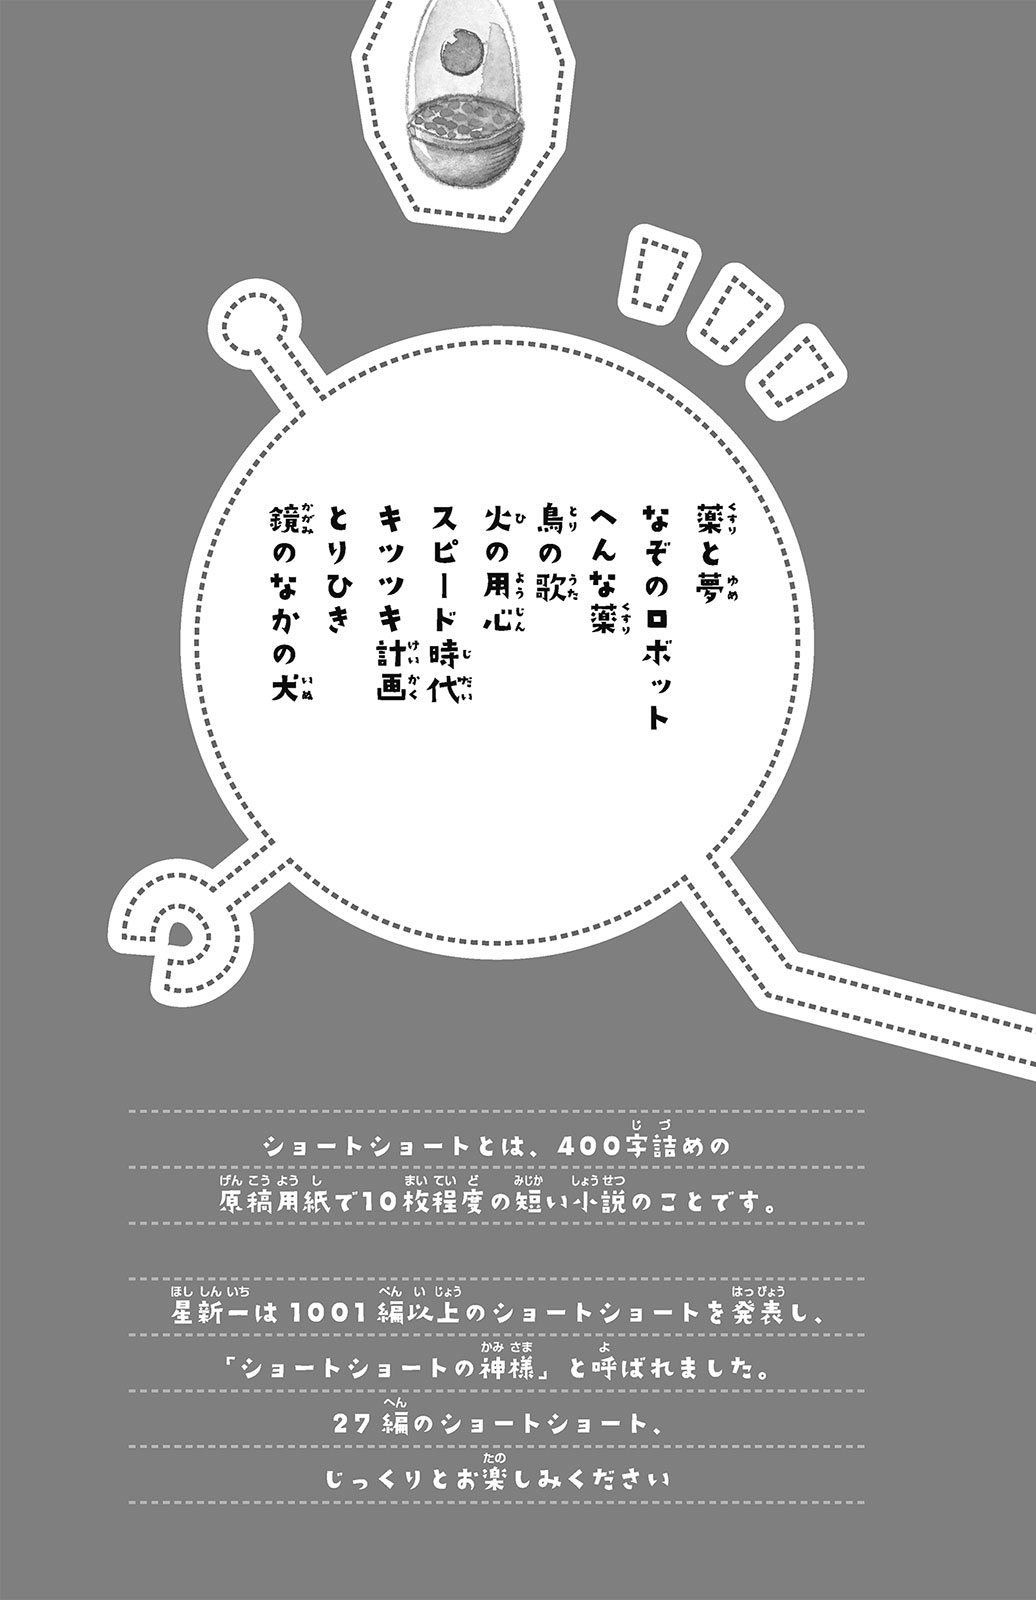 薬と夢
なぞのロボット
へんな薬
鳥の歌
火の用心
スピード時代
キツツキ計画
とりひき
鏡のなかの犬
ショートショートとは、400字詰めの
原稿用紙で10枚程度の短い小説のことです。
星新一は1001編以上のショートショートを発表し、
「ショートショートの神様」と呼ばれました。
27編のショートショート、
じっくりとお楽しみください